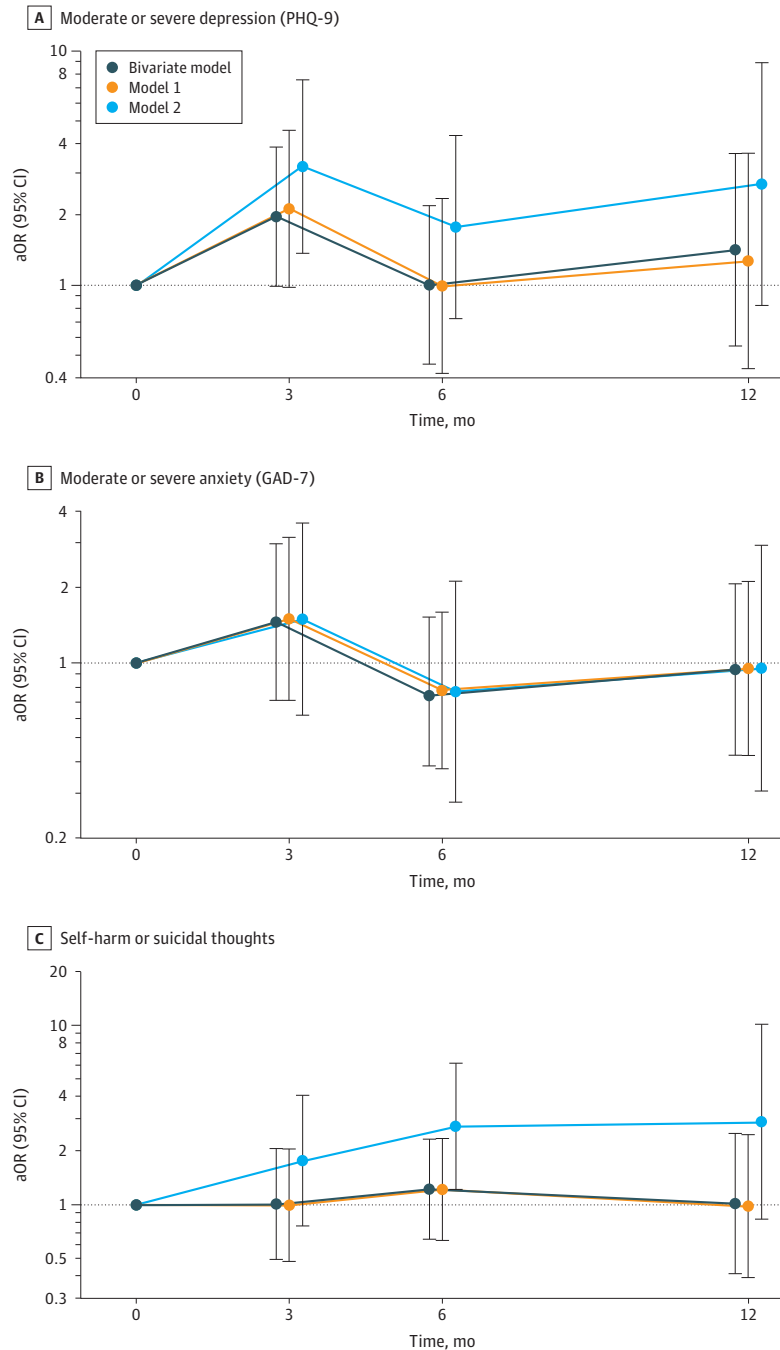 A Moderate or severe depression (PHQ-9)
10
8
4
2
1
0.4
aOR (95% CI)
Bivariate model
Model 1
Model 2
0 3 6 12
Time, mo
B Moderate or severe anxiety (GAD-7)
4
2
1
0.2
aOR (95% CI)
0 3 6 12
Time, mo
C Self-harm or suicidal thoughts
20
10
8
4
2
1
0.5
0.3
aOR (95% CI)
0 3 6 12
Time, mo